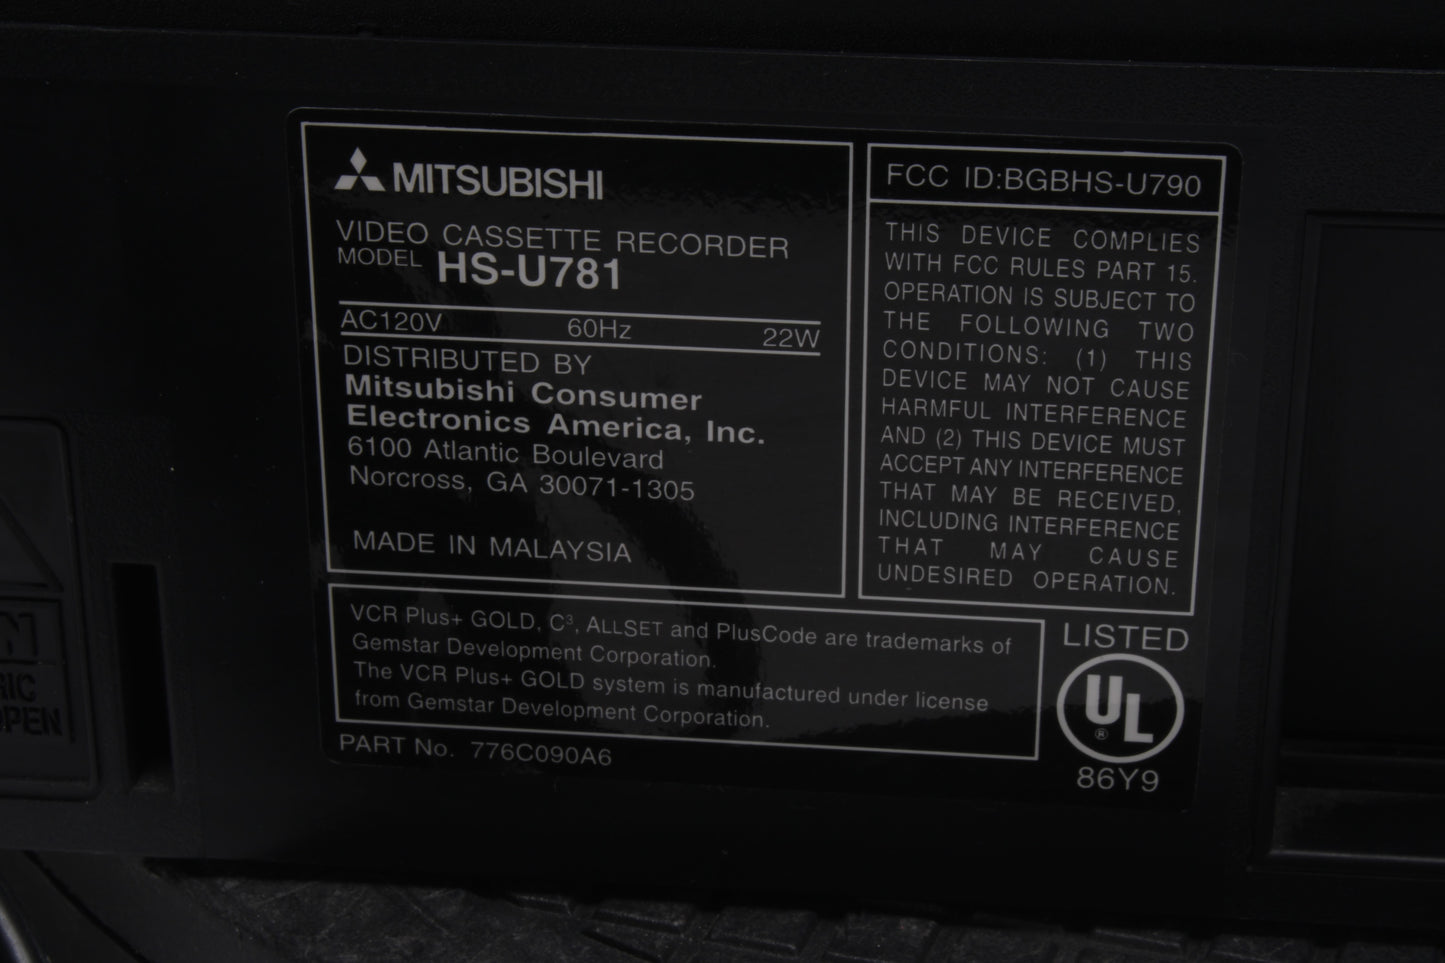 MITSUBISHI
VIDEO CASSETTE RECORDER
MODEL HS-U781
AC120V 60Hz 22W
DISTRIBUTED BY
Mitsubishi Consumer
Electronics America, Inc.
6100 Atlantic Boulevard
Norcross, GA 30071-1305
MADE IN MALAYSIA
FCC ID:BGBHS-U790
THIS DEVICE COMPLIES
WITH FCC RULES PART 15.
OPERATION IS SUBJECT TO
THE FOLLOWING TWO
CONDITIONS: (1) THIS
DEVICE MAY NOT CAUSE
HARMFUL INTERFERENCE
AND (2) THIS DEVICE MUST
ACCEPT ANY INTERFERENCE
THAT MAY BE RECEIVED,
INCLUDING INTERFERENCE
THAT MAY CAUSE
UNDESIRED OPERATION.
VCR Plus+ GOLD, C³, ALLSET and PlusCode are trademarks of
Gemstar Development Corporation.
The VCR Plus+ GOLD system is manufactured under license
from Gemstar Development Corporation.
PART No. 776C090A6
LISTED
UL
®
86Y9
OPEN